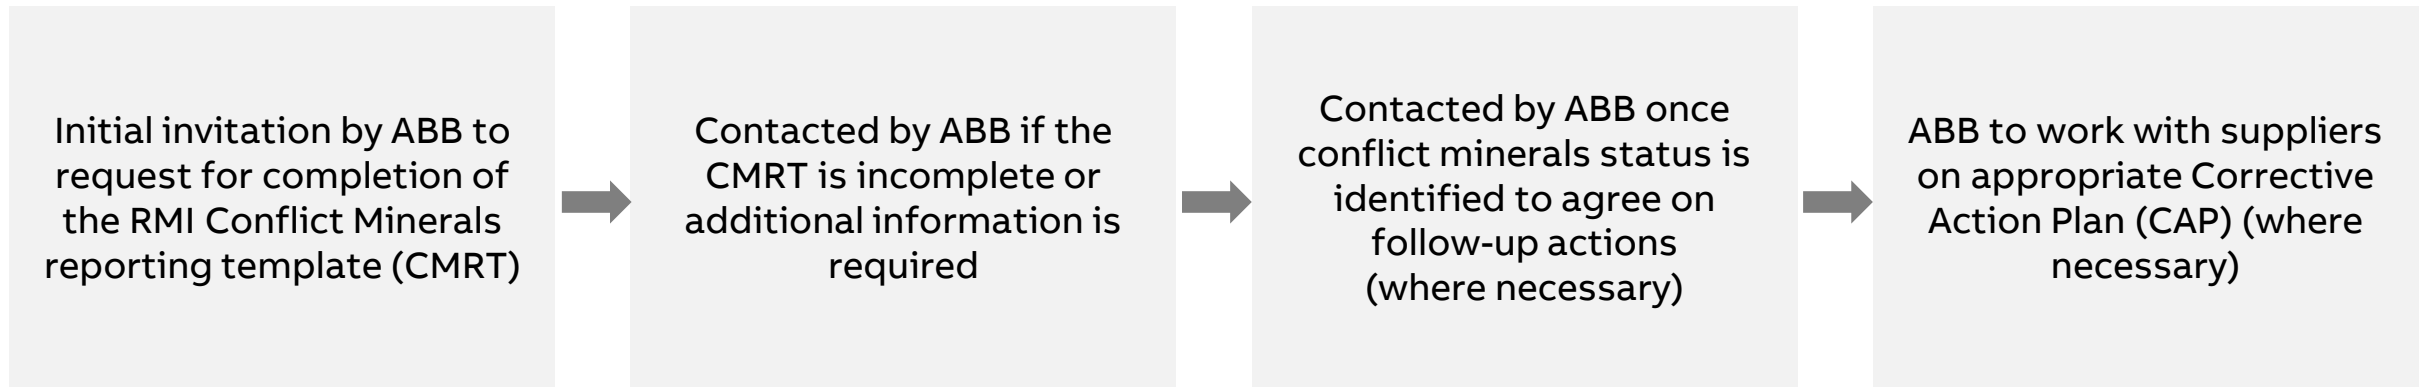 Initial invitation by ABB to
request for completion of
the RMI Conflict Minerals
reporting template (CMRT)
Contacted by ABB if the
CMRT is incomplete or
additional information is
required
Contacted by ABB once
conflict minerals status is
identified to agree on
follow-up actions
(where necessary)
ABB to work with suppliers
on appropriate Corrective
Action Plan (CAP) (where
necessary)